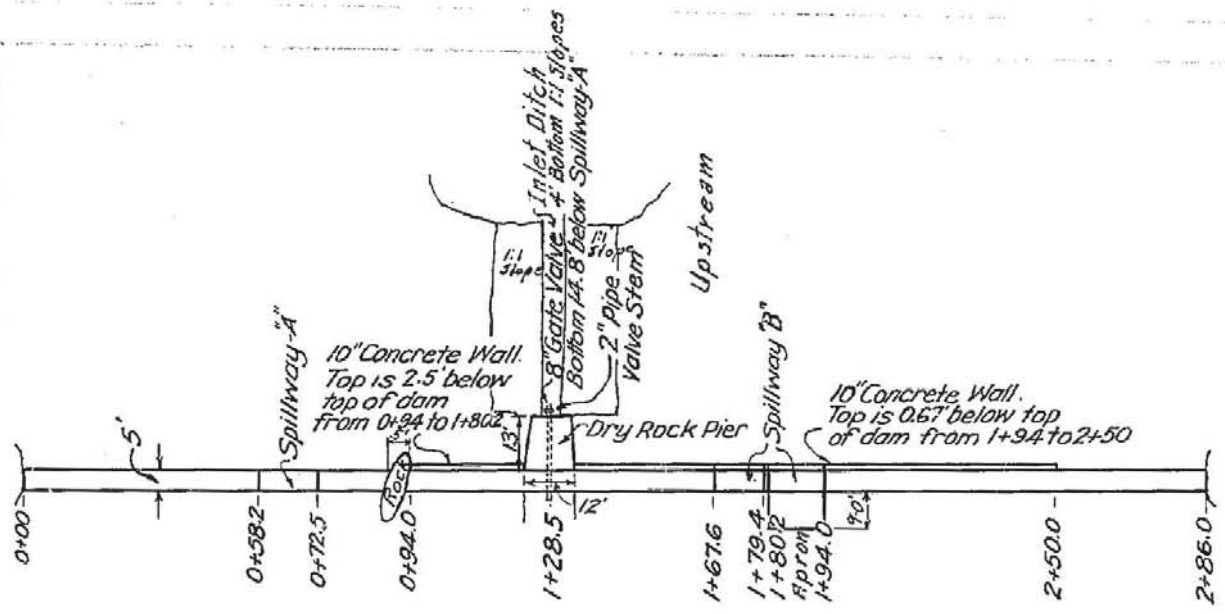 Inlet Ditch
4' Bottom 1:1 Slopes
8" Gate Valve
Bottom 14.8' below Spillway-"A"
2" Pipe
Valve Stem
1:1
Slope
1:1
Slope
Upstream
Spillway-"A"
10" Concrete Wall.
Top is 2.5' below
top of dam
from 0+94 to 1+80.2
Spillway "B"
10" Concrete Wall.
Top is 0.67' below top
of dam from 1+94 to 2+50
Dry Rock Pier
13'
12'
5'
Rock
9.0'
0+00
0+58.2
0+72.5
0+94.0
1+28.5
1+67.6
1+79.4
1+80.2
Apron
1+94.0
2+50.0
2+86.0